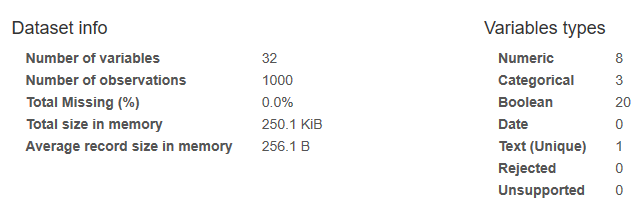 Dataset info
Number of variables 32
Number of observations 1000
Total Missing (%) 0.0%
Total size in memory 250.1 KiB
Average record size in memory 256.1 B
Variables types
Numeric 8
Categorical 3
Boolean 20
Date 0
Text (Unique) 1
Rejected 0
Unsupported 0